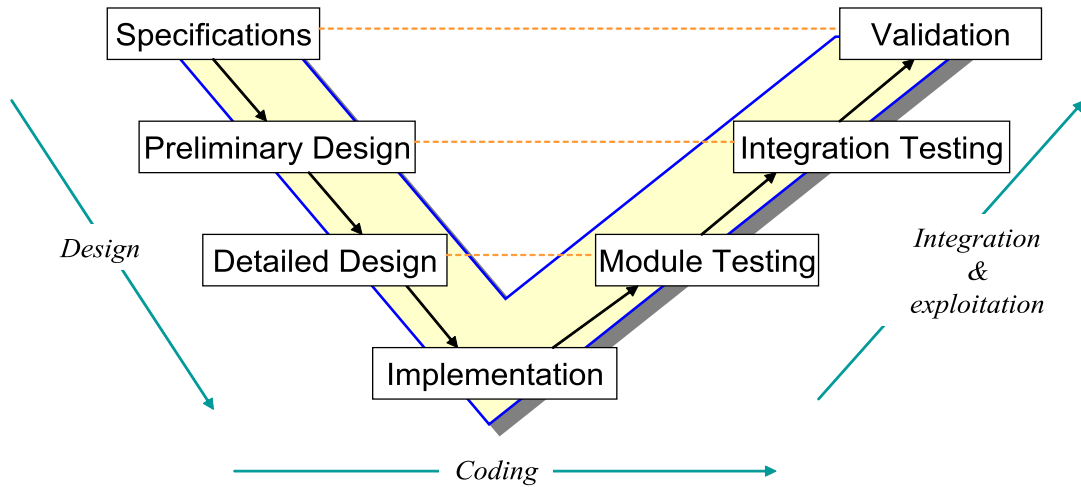 Specifications
Validation
Preliminary Design
Integration Testing
Design
Detailed Design
Module Testing
Integration
&
exploitation
Implementation
Coding